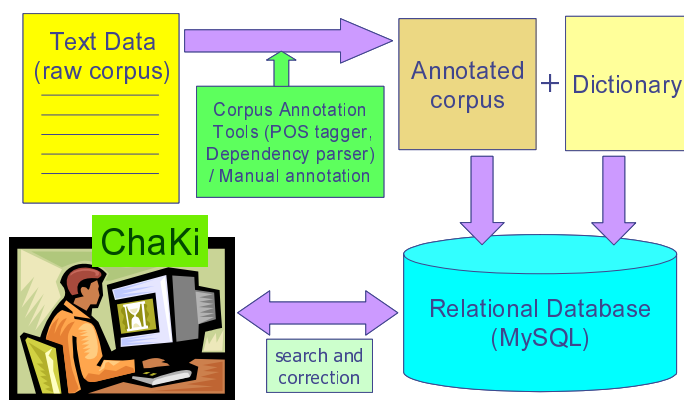 Text Data
(raw corpus)
Corpus Annotation
Tools (POS tagger,
Dependency parser)
/ Manual annotation
Annotated
corpus
+
Dictionary
ChaKi
search and
correction
Relational Database
(MySQL)